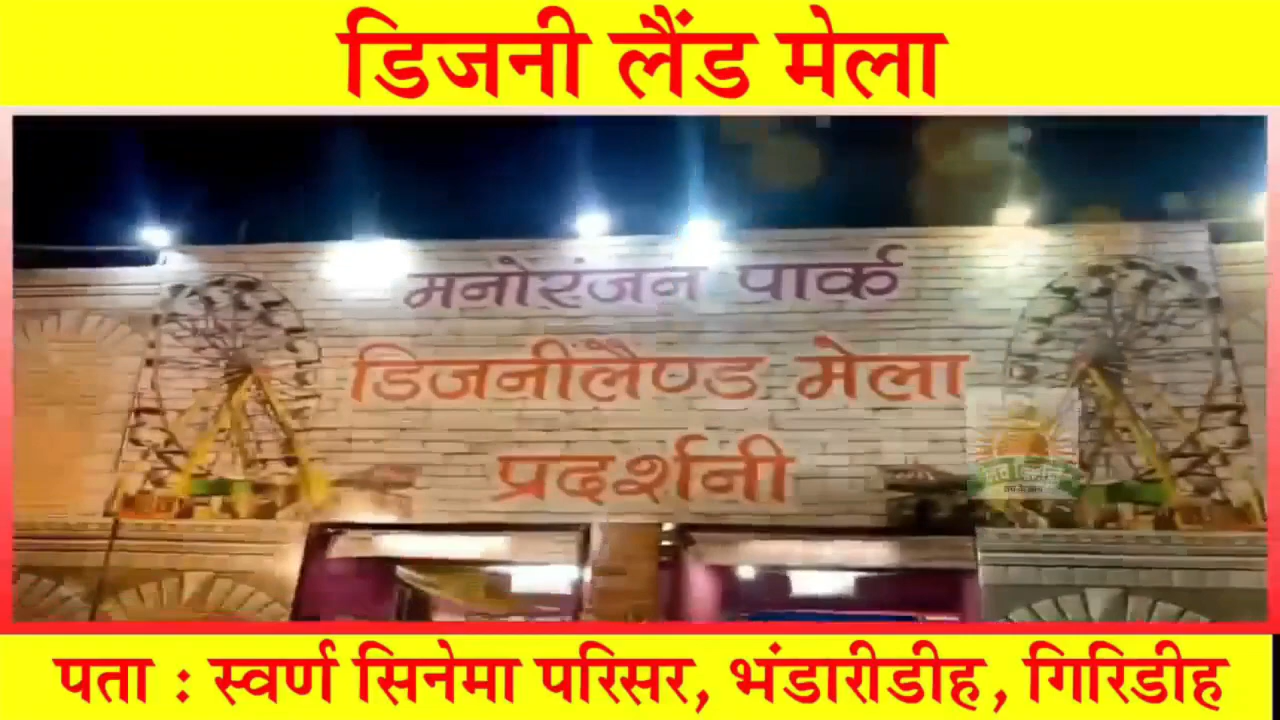 डिजनी लैंड मेला
मनोरंजन पार्क
डिजनींलैण्ड मेला
प्रदर्शनी
पता : स्वर्ण सिनेमा परिसर, भंडारीडीह, गिरिडीह